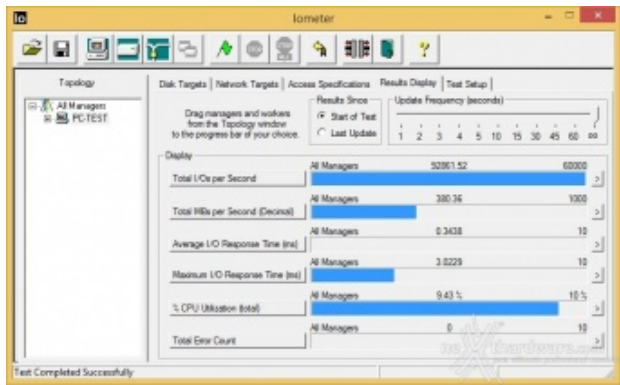 Io
Iometer
Topology
All Managers
PC-TEST
Disk Targets
Network Targets
Access Specifications
Results Display
Test Setup
Drag managers and workers
from the Topology window
to the progress bar of your choice.
Results Since
Start of Test
Last Update
Update Frequency (seconds)
1 2 3 4 5 10 15 30 45 60 ∞
Display
All Managers 92861.52 60000
Total I/Os per Second
All Managers 380.36 1000
Total MBs per Second (Decimal)
All Managers 0.3438 10
Average I/O Response Time (ms)
All Managers 3.0229 10
Maximum I/O Response Time (ms)
All Managers 9.43 % 10 %
% CPU Utilization (total)
All Managers 0 10
Total Error Count
Test Completed Successfully